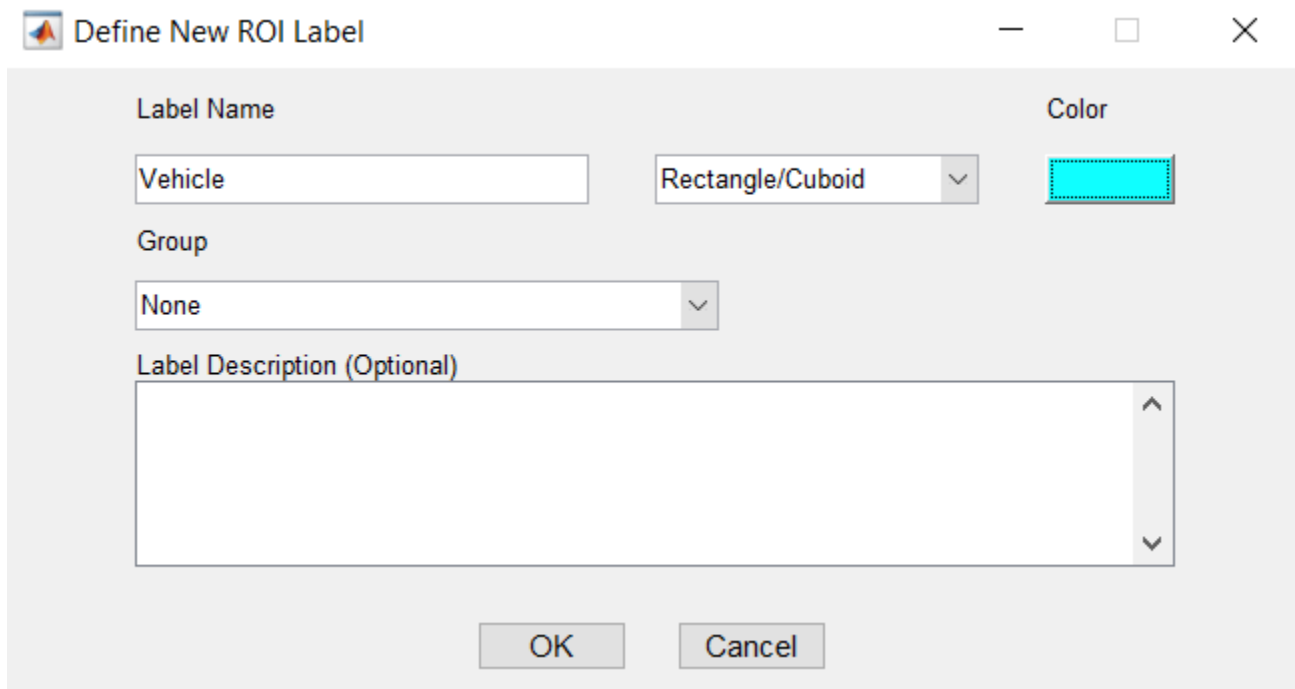 Define New ROI Label
Label Name
Color
Vehicle
Rectangle/Cuboid
Group
None
Label Description (Optional)
OK
Cancel